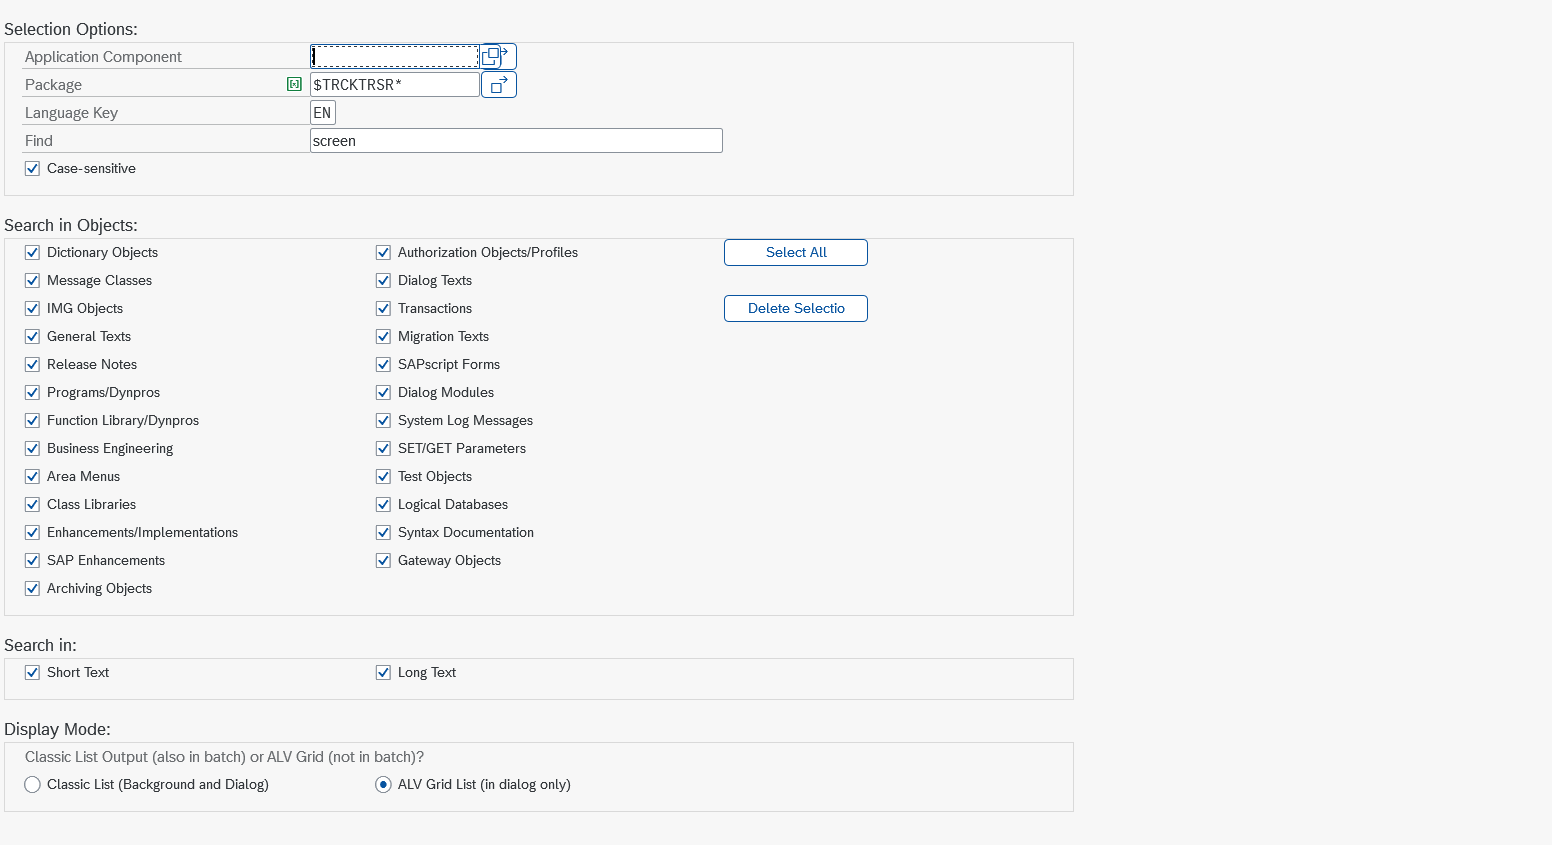 Selection Options:
Application Component
Package $TRCKTRSR*
Language Key EN
Find screen
Case-sensitive
Search in Objects:
Dictionary Objects Authorization Objects/Profiles Select All
Message Classes Dialog Texts
IMG Objects Transactions Delete Selectio
General Texts Migration Texts
Release Notes SAPscript Forms
Programs/Dynpros Dialog Modules
Function Library/Dynpros System Log Messages
Business Engineering SET/GET Parameters
Area Menus Test Objects
Class Libraries Logical Databases
Enhancements/Implementations Syntax Documentation
SAP Enhancements Gateway Objects
Archiving Objects
Search in:
Short Text Long Text
Display Mode:
Classic List Output (also in batch) or ALV Grid (not in batch)?
Classic List (Background and Dialog) ALV Grid List (in dialog only)